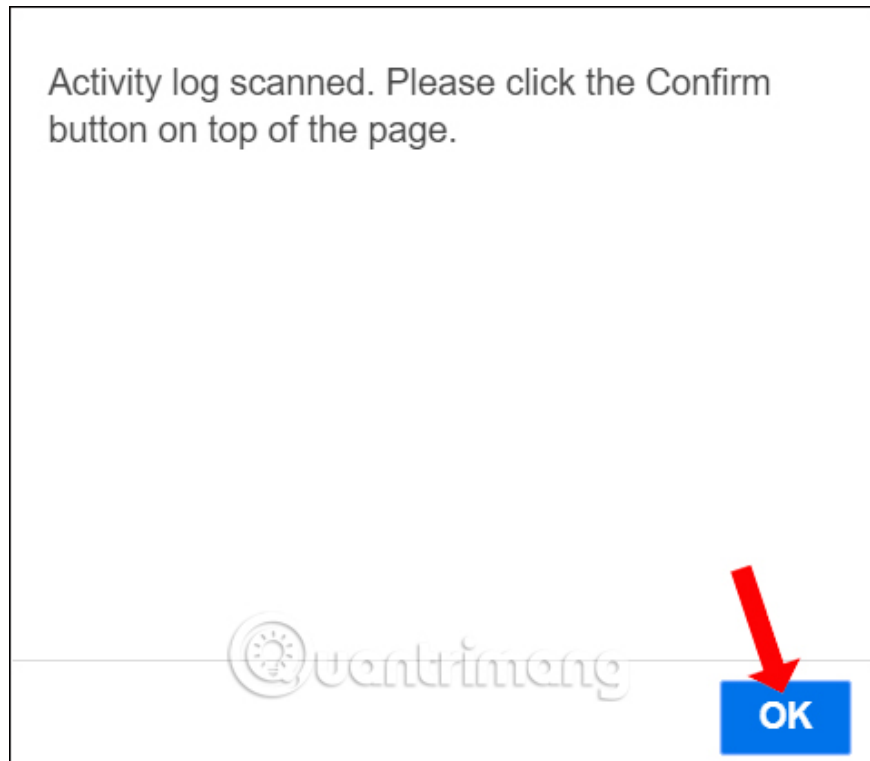 Activity log scanned. Please click the Confirm
button on top of the page.
Quantrimang
OK